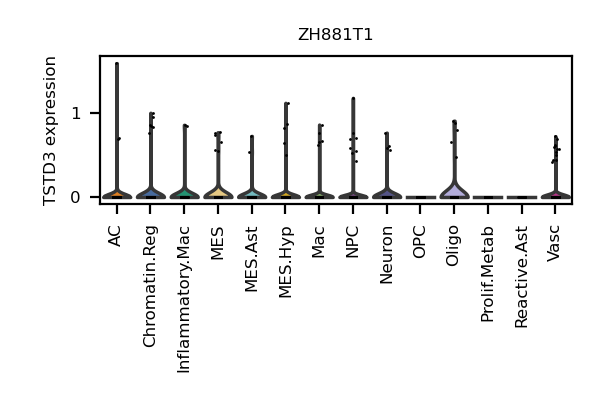 ZH881T1
TSTD3 expression
1
0
AC
Chromatin.Reg
Inflammatory.Mac
MES
MES.Ast
MES.Hyp
Mac
NPC
Neuron
OPC
Oligo
Prolif.Metab
Reactive.Ast
Vasc